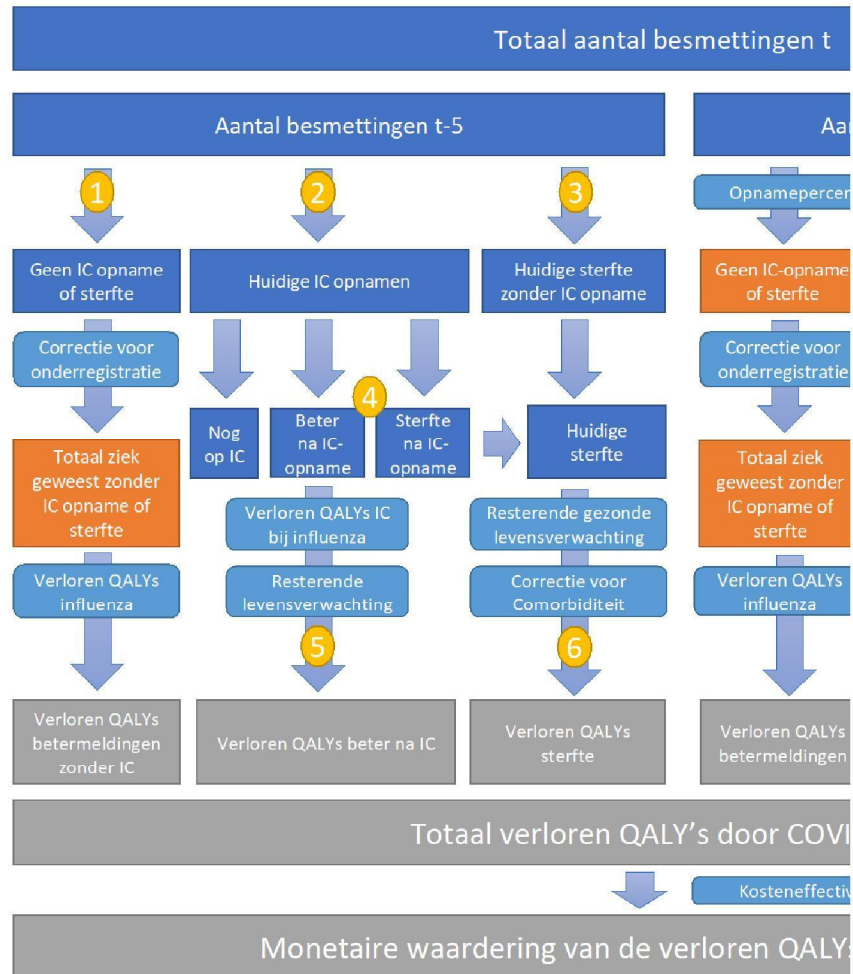 Totaal aantal besmettingen t
Aantal besmettingen t-5
1
2
3
Geen IC opname
of sterfte
Huidige IC opnamen
Huidige sterfte
zonder IC opname
Geen IC-opname
of sterfte
Correctie voor
onderregistratie
Correctie voor
onderregistratie
4
Nog
op IC
Beter
na IC-
opname
Sterfte
na IC-
opname
Huidige
sterfte
Totaal ziek
geweest zonder
IC opname of
sterfte
Totaal ziek
geweest zonder
IC opname of
sterfte
Verloren QALYs IC
bij influenza
Resterende gezonde
levensverwachting
Verloren QALYs
influenza
Resterende
levensverwachting
Correctie voor
Comorbiditeit
Verloren QALYs
influenza
5
6
Verloren QALYs
betermeldingen
zonder IC
Verloren QALYs beter na IC
Verloren QALYs
sterfte
Verloren QALYs
betermeldingen
Totaal verloren QALY's door COVI
Monetaire waardering van de verloren QALYs